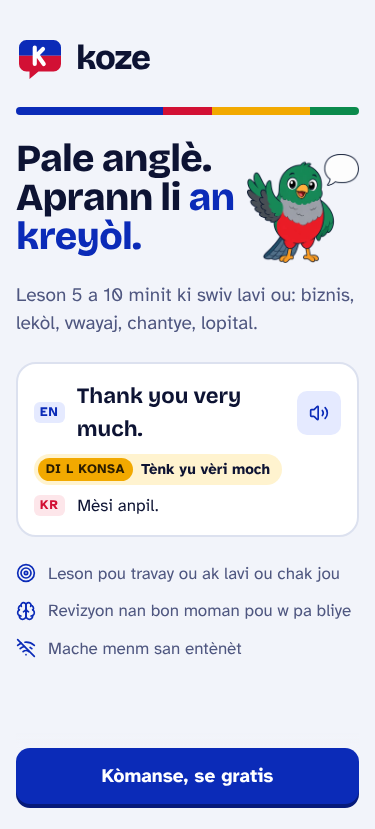 koze
Pale anglè.
Aprann li an
kreyòl.
Leson 5 a 10 minit ki swiv lavi ou: biznis,
lekòl, vwayaj, chantye, lopital.
EN Thank you very
much.
DI L KONSA Tènk yu vèri moch
KR Mèsi anpil.
Leson pou travay ou ak lavi ou chak jou
Revizyon nan bon moman pou w pa bliye
Mache menm san entènèt
Kòmanse, se gratis